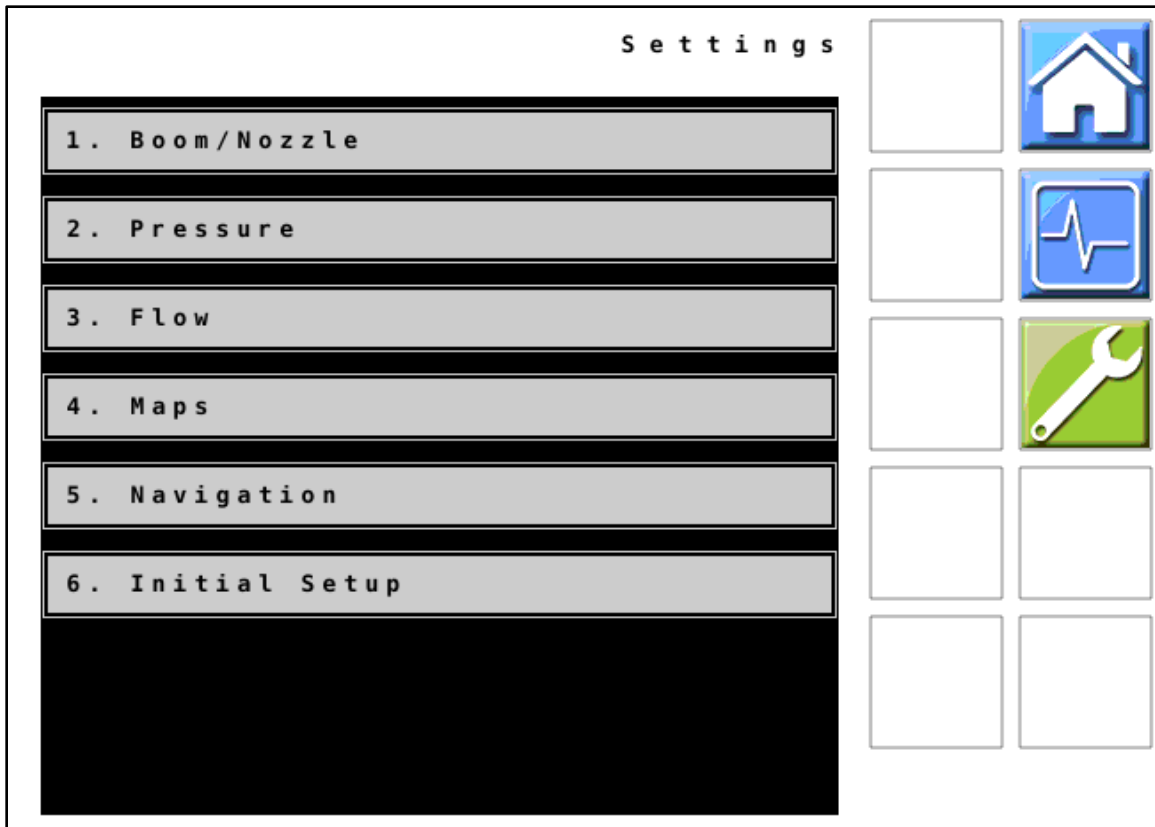 Settings
1. Boom/Nozzle
2. Pressure
3. Flow
4. Maps
5. Navigation
6. Initial Setup